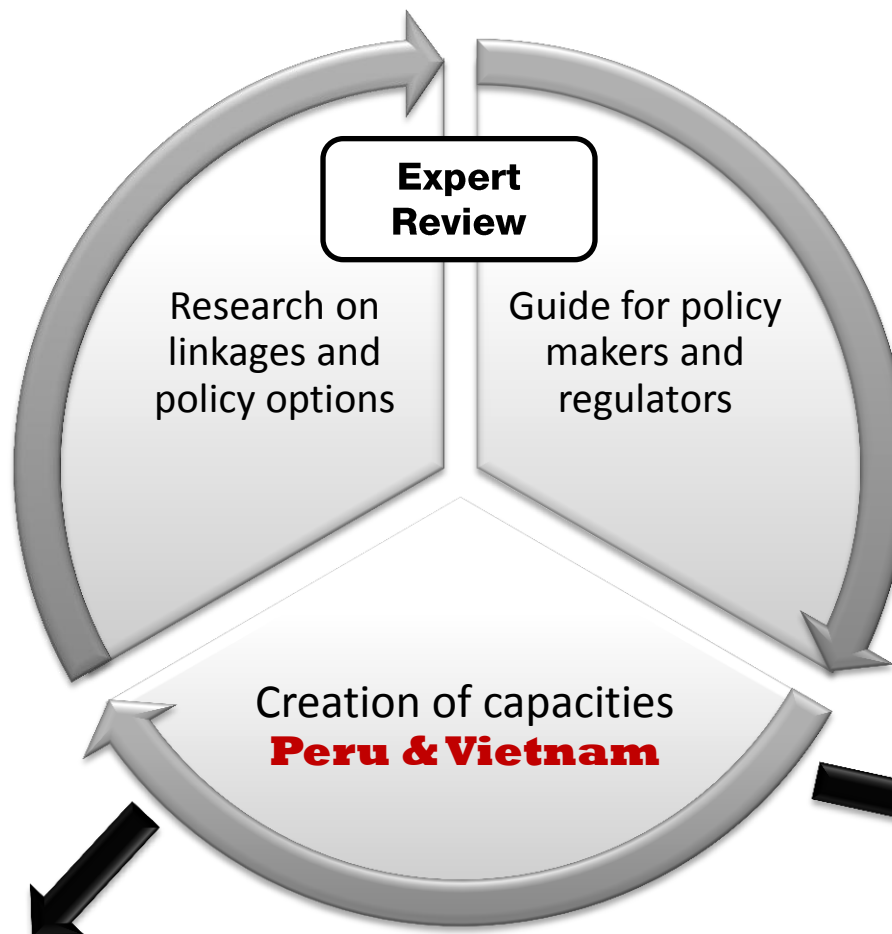 Expert
Review
Research on
linkages and
policy options
Guide for policy
makers and
regulators
Creation of capacities
Peru & Vietnam